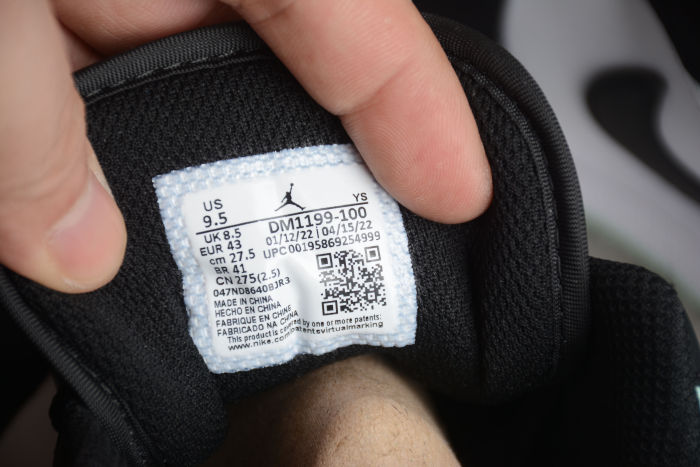 US YS
9.5
UK 8.5 DM1199-100
EUR 43 01/12/22 | 04/15/22
cm 27.5 UPC 00195869254999
BR 41
CN 275(2.5)
047ND8640BJR3
MADE IN CHINA
HECHO EN CHINA
FABRIQUE EN CHINE
FABRICADO NA CHINA
This product is covered by one or more patents:
www.nike.com/patentsvirtualmarking